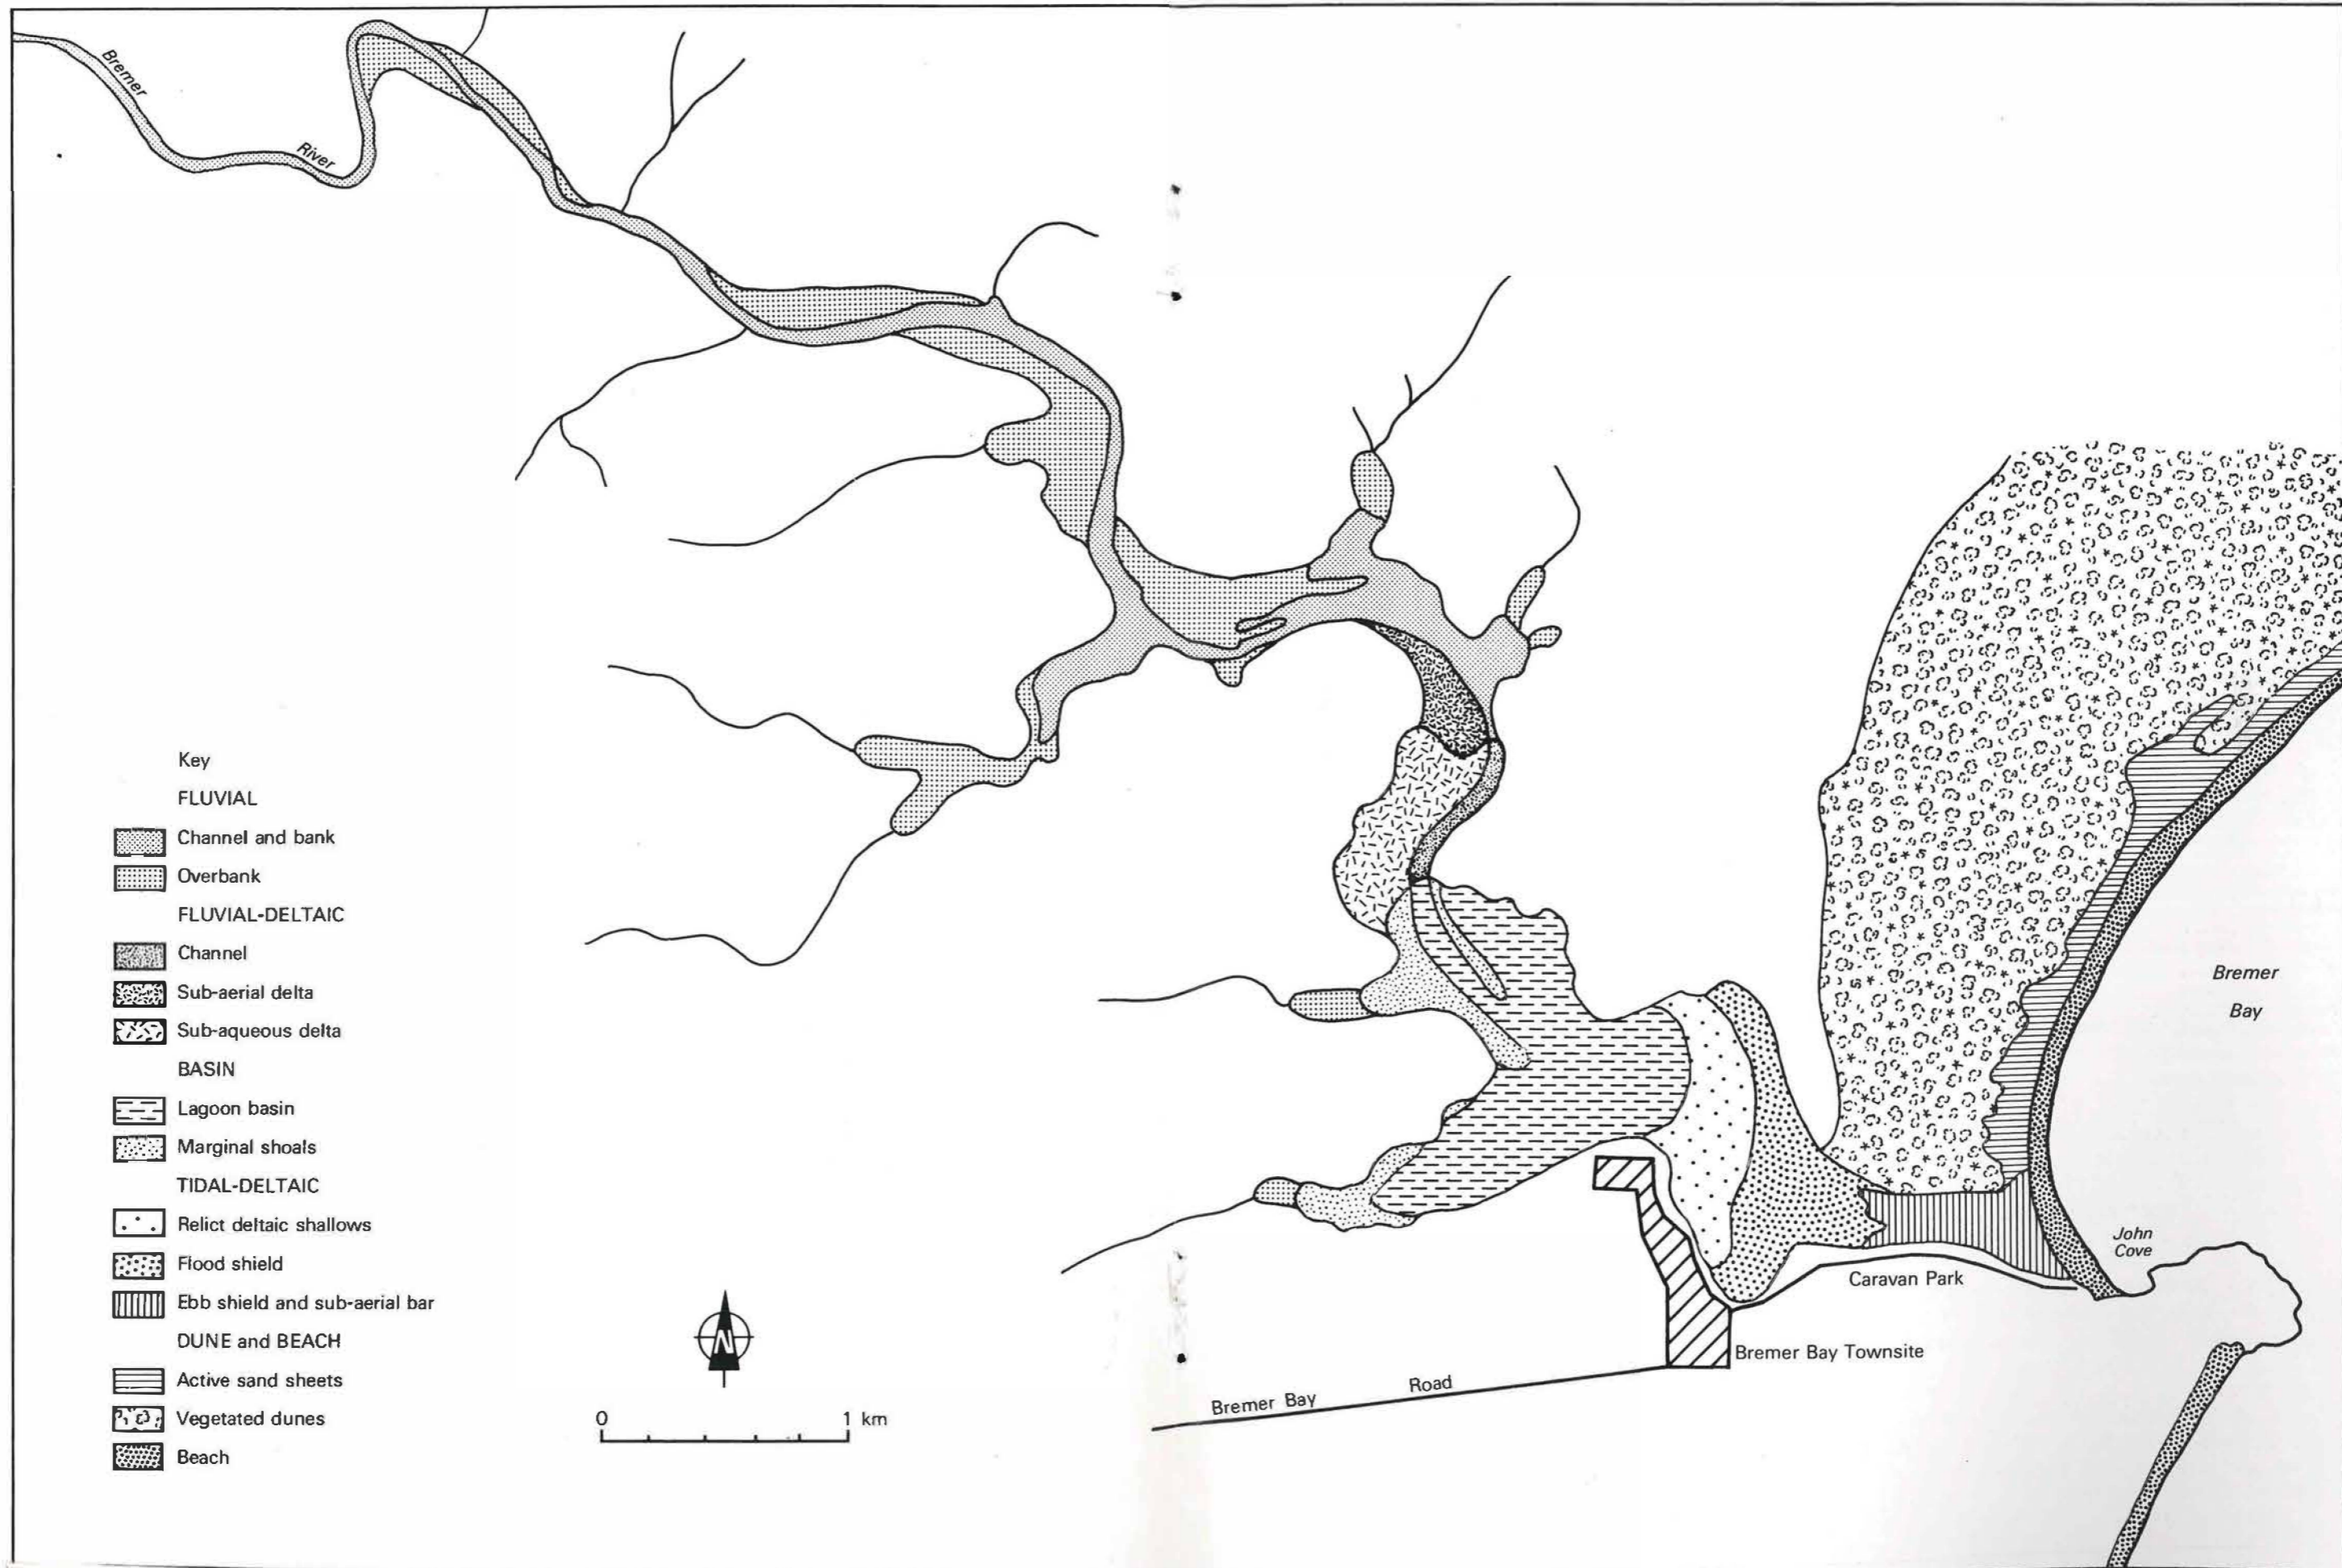 Bremer
River
Key
FLUVIAL
Channel and bank
Overbank
FLUVIAL-DELTAIC
Channel
Sub-aerial delta
Sub-aqueous delta
BASIN
Lagoon basin
Marginal shoals
TIDAL-DELTAIC
Relict deltaic shallows
Flood shield
Ebb shield and sub-aerial bar
DUNE and BEACH
Active sand sheets
Vegetated dunes
Beach
N
0 1 km
Bremer
Bay
John
Cove
Caravan Park
Bremer Bay Townsite
Bremer Bay Road